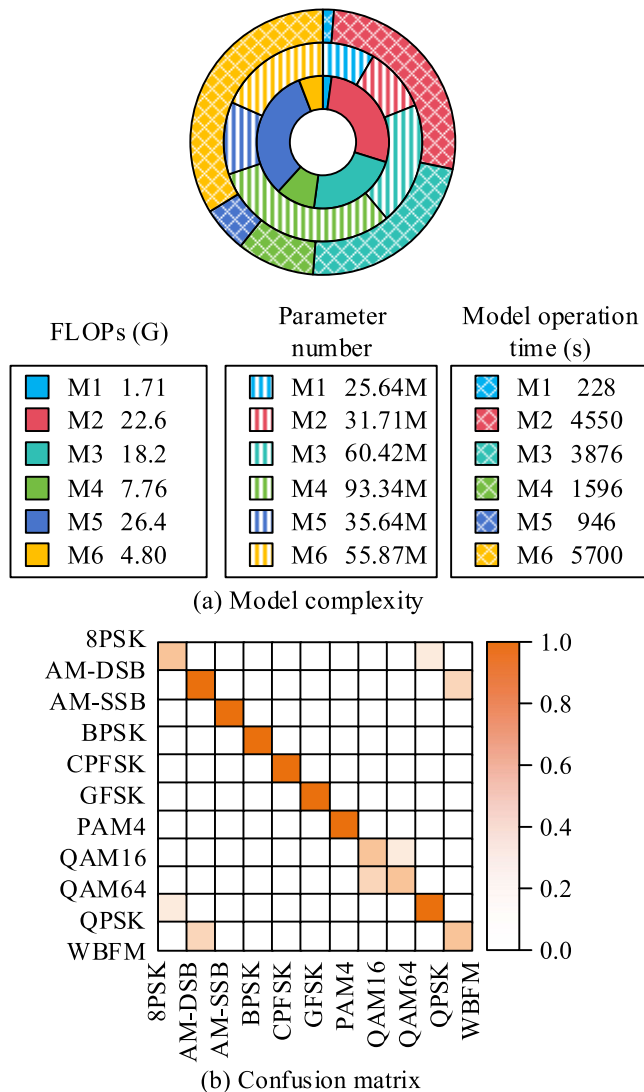 FLOPs (G)
Parameter
number
Model operation
time (s)
M1 1.71
M2 22.6
M3 18.2
M4 7.76
M5 26.4
M6 4.80
M1 25.64M
M2 31.71M
M3 60.42M
M4 93.34M
M5 35.64M
M6 55.87M
M1 228
M2 4550
M3 3876
M4 1596
M5 946
M6 5700
(a) Model complexity
8PSK
AM-DSB
AM-SSB
BPSK
CPFSK
GFSK
PAM4
QAM16
QAM64
QPSK
WBFM
1.0
0.8
0.6
0.4
0.2
0.0
8PSK
AM-DSB
AM-SSB
BPSK
CPFSK
GFSK
PAM4
QAM16
QAM64
QPSK
WBFM
(b) Confusion matrix